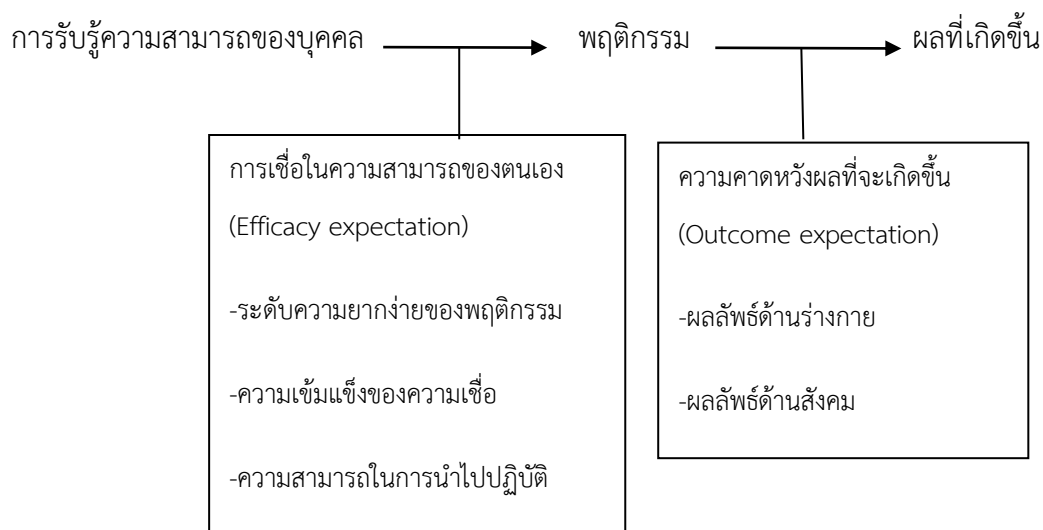 การรับรู้ความสามารถของบุคคล พฤติกรรม ผลที่เกิดขึ้น
การเชื่อในความสามารถของตนเอง
(Efficacy expectation)
-ระดับความยากง่ายของพฤติกรรม
-ความเข้มแข็งของความเชื่อ
-ความสามารถในการนำไปปฏิบัติ
ความคาดหวังผลที่จะเกิดขึ้น
(Outcome expectation)
-ผลลัพธ์ด้านร่างกาย
-ผลลัพธ์ด้านสังคม